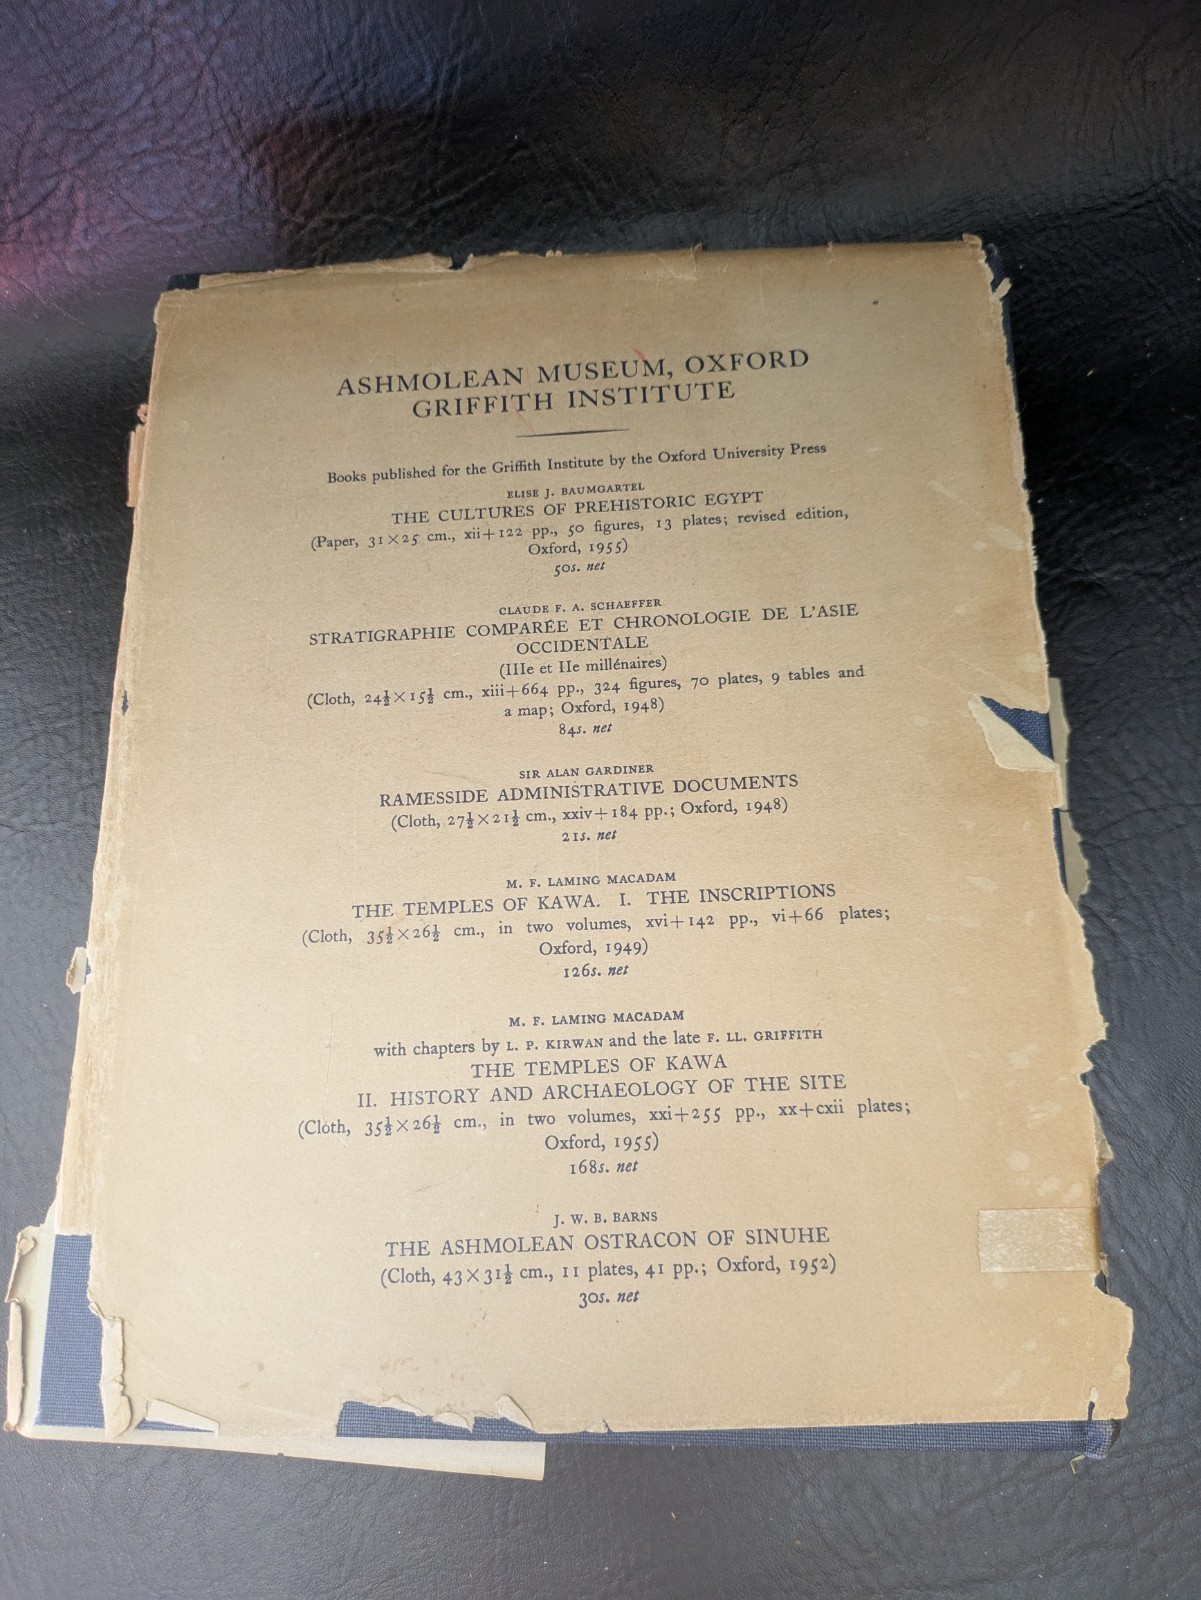 ASHMOLEAN MUSEUM, OXFORD
GRIFFITH INSTITUTE
Books published for the Griffith Institute by the Oxford University Press
ELISE J. BAUMGARTEL
THE CULTURES OF PREHISTORIC EGYPT
(Paper, 31×25 cm., xii+122 pp., 50 figures, 13 plates; revised edition,
Oxford, 1955)
50s. net
CLAUDE F. A. SCHAEFFER
STRATIGRAPHIE COMPARÉE ET CHRONOLOGIE DE L'ASIE
OCCIDENTALE
(IIIe et IIe millénaires)
(Cloth, 24½×15½ cm., xiii+664 pp., 324 figures, 70 plates, 9 tables and
a map; Oxford, 1948)
84s. net
SIR ALAN GARDINER
RAMESSIDE ADMINISTRATIVE DOCUMENTS
(Cloth, 27½×21½ cm., xxiv+184 pp.; Oxford, 1948)
21s. net
M. F. LAMING MACADAM
THE TEMPLES OF KAWA. I. THE INSCRIPTIONS
(Cloth, 35½×26½ cm., in two volumes, xvi+142 pp., vi+66 plates;
Oxford, 1949)
126s. net
M. F. LAMING MACADAM
with chapters by L. P. KIRWAN and the late F. LL. GRIFFITH
THE TEMPLES OF KAWA
II. HISTORY AND ARCHAEOLOGY OF THE SITE
(Cloth, 35½×26½ cm., in two volumes, xxi+255 pp., xx+cxii plates;
Oxford, 1955)
168s. net
J. W. B. BARNS
THE ASHMOLEAN OSTRACON OF SINUHE
(Cloth, 43×31½ cm., 11 plates, 41 pp.; Oxford, 1952)
30s. net